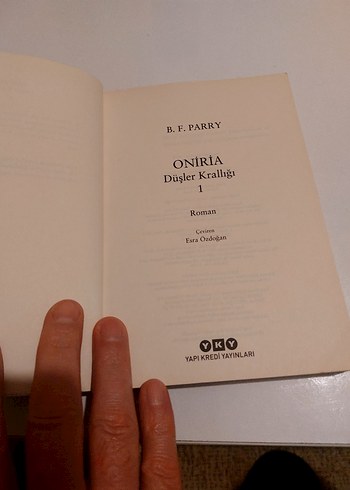 B. F. PARRY
ONİRİA
Düşler Krallığı
1
Roman
Çeviren
Esra Özdoğan
YKY
YAPI KREDİ YAYINLARI